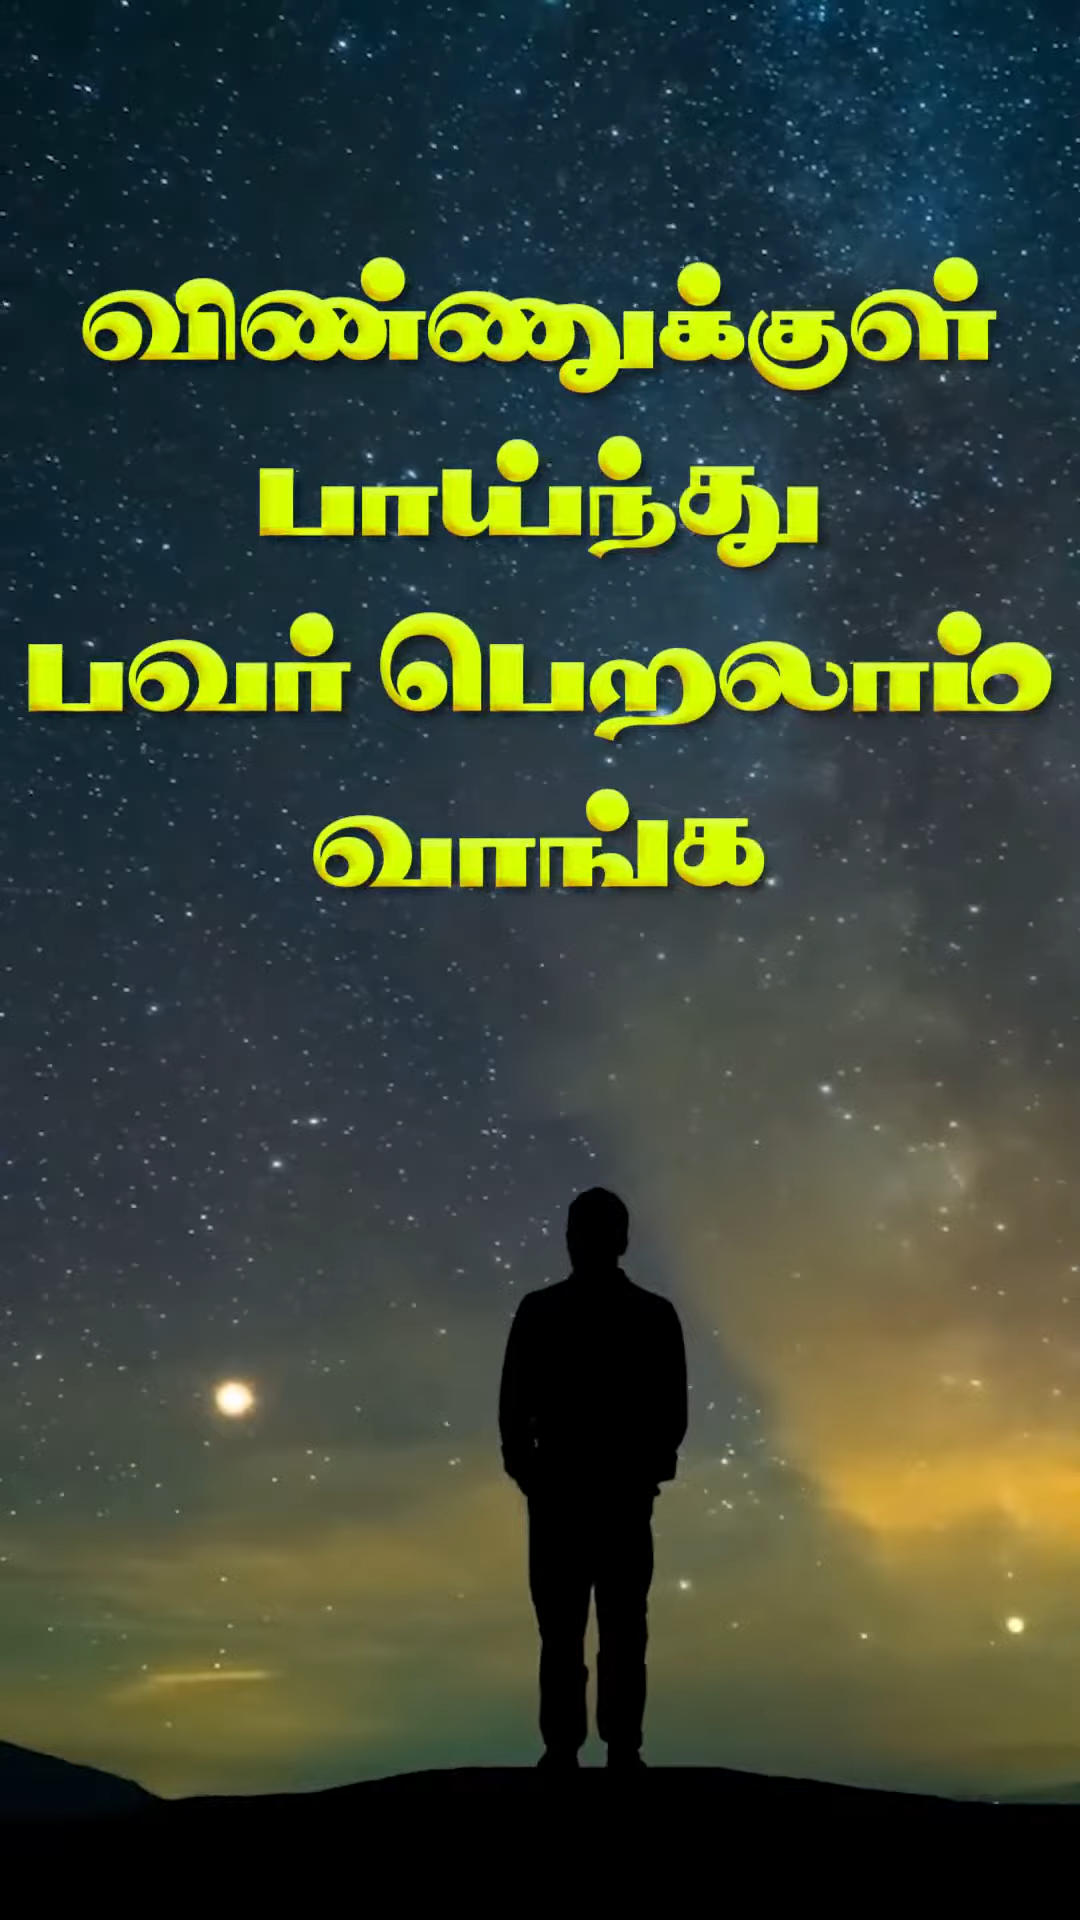 விண்ணுக்குள்
பாய்ந்து
பவர் பெறலாம்
வாங்க